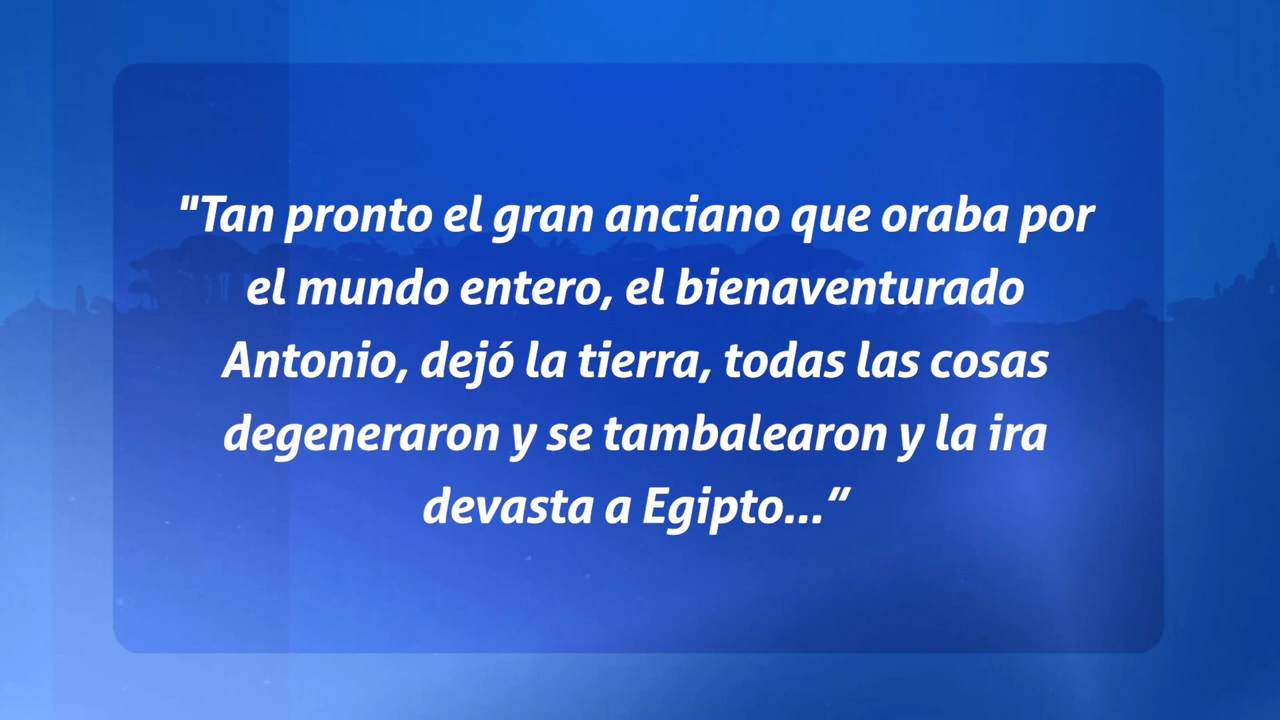 "Tan pronto el gran anciano que oraba por
el mundo entero, el bienaventurado
Antonio, dejó la tierra, todas las cosas
degeneraron y se tambalearon y la ira
devasta a Egipto...”